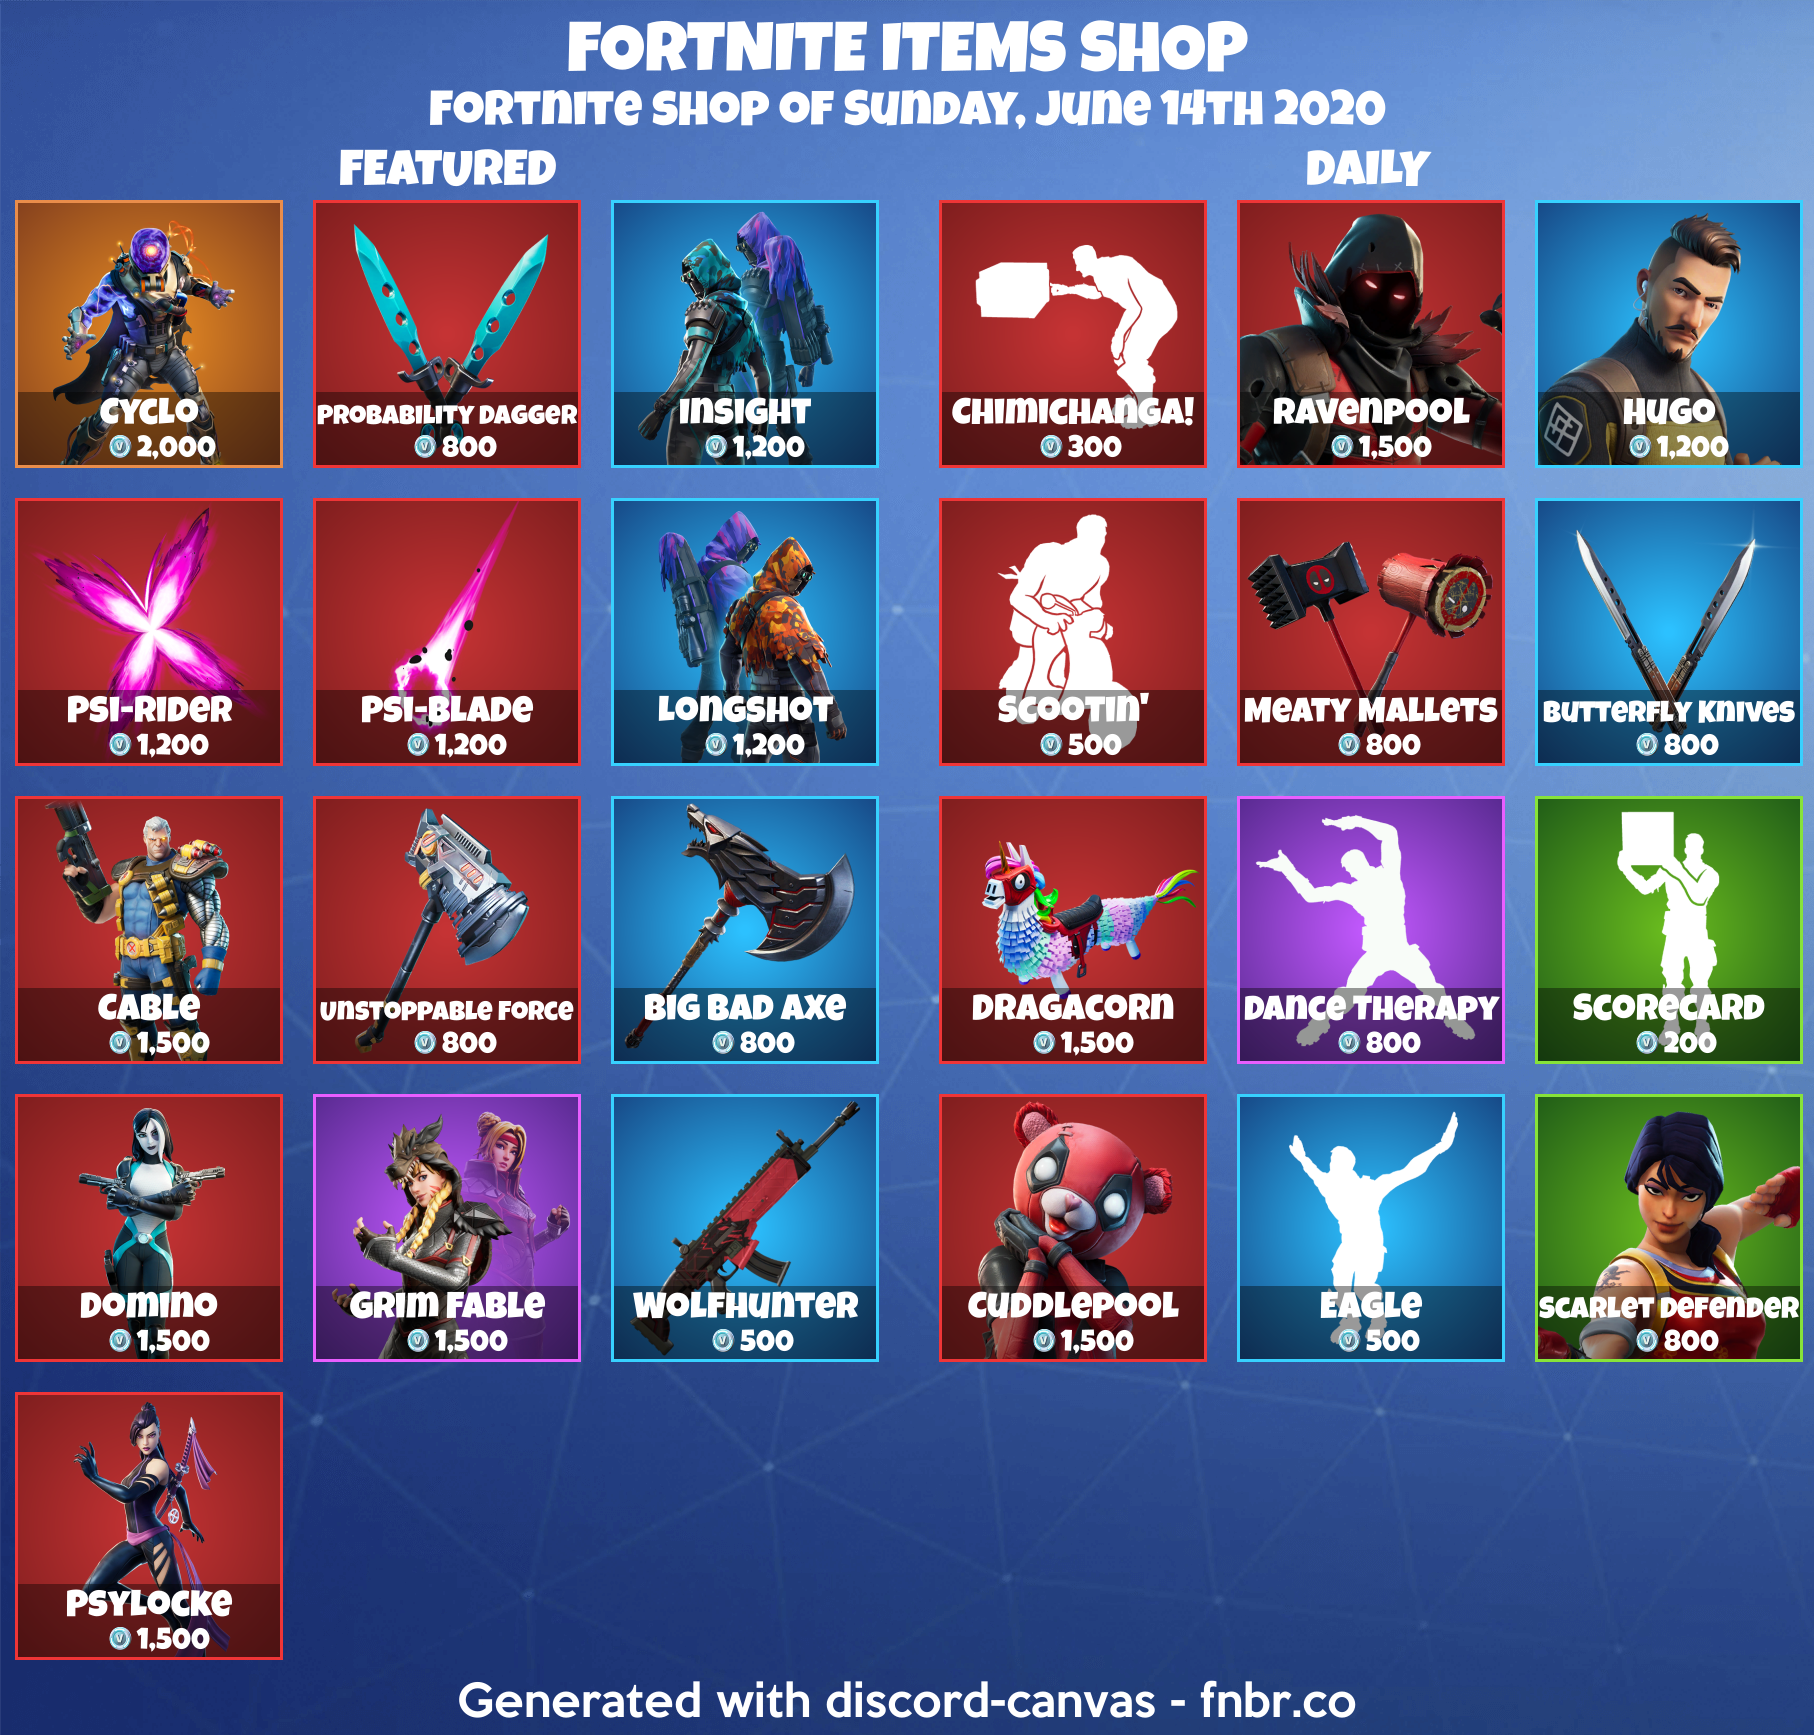 FORTNITE ITEMS SHOP
FORTNITE SHOP OF SUNDAY, JUNE 14TH 2020
FEATURED
CYCLO
2,000
PROBABILITY DAGGER
800
INSIGHT
1,200
PSI-RIDER
1,200
PSI-BLADE
1,200
LONGSHOT
1,200
CABLE
1,500
UNSTOPPABLE FORCE
800
BIG BAD AXE
800
DOMINO
1,500
GRIM FABLE
1,500
WOLFHUNTER
500
PSYLOCKE
1,500
DAILY
CHIMICHANGA!
300
RAVENPOOL
1,500
HUGO
1,200
SCOOTIN'
500
MEATY MALLETS
800
BUTTERFLY KNIVES
800
DRAGACORN
1,500
DANCE THERAPY
800
SCORECARD
200
CUDDLEPOOL
1,500
EAGLE
500
SCARLET DEFENDER
800
Generated with discord-canvas - fnbr.co